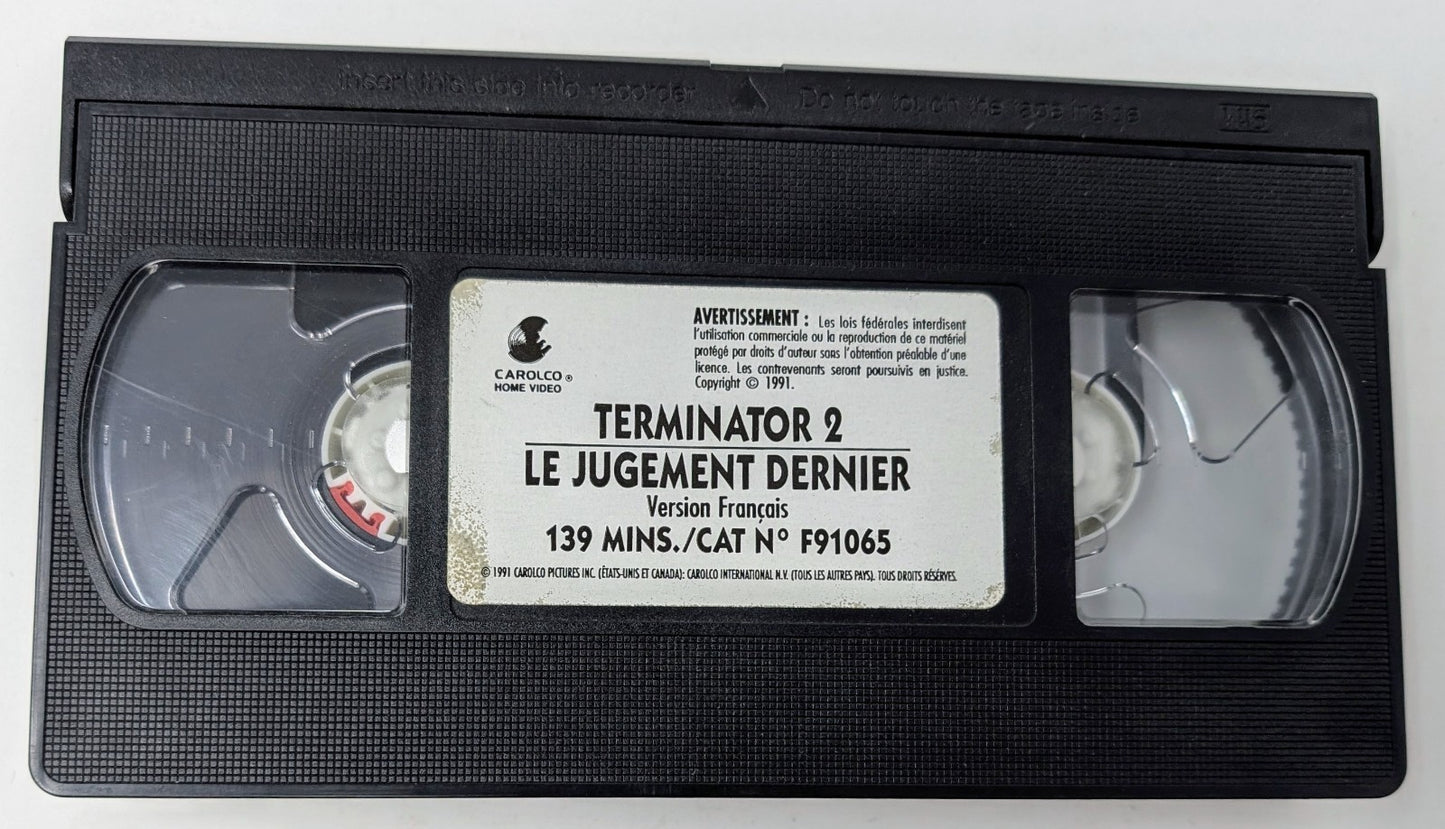 Insert this side into recorder Do not touch the tape inside VHS
CAROLCO®
HOME VIDEO
AVERTISSEMENT : Les lois fédérales interdisent
l'utilisation commerciale ou la reproduction de ce matériel
protégé par droits d'auteur sans l'obtention préalable d'une
licence. Les contrevenants seront poursuivis en justice.
Copyright © 1991.
TERMINATOR 2
LE JUGEMENT DERNIER
Version Français
139 MINS./CAT Nº F91065
© 1991 CAROLCO PICTURES INC. (ÉTATS-UNIS ET CANADA): CAROLCO INTERNATIONAL N.V. (TOUS LES AUTRES PAYS). TOUS DROITS RÉSERVÉS.